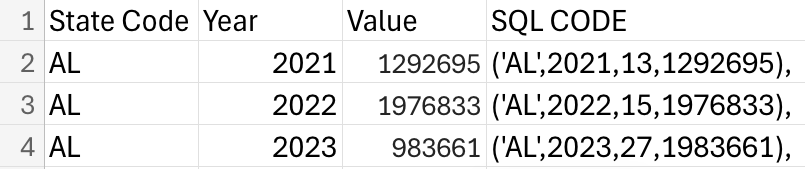 1 State Code Year Value SQL CODE
2 AL 2021 1292695 ('AL',2021,13,1292695),
3 AL 2022 1976833 ('AL',2022,15,1976833),
4 AL 2023 983661 ('AL',2023,27,1983661),